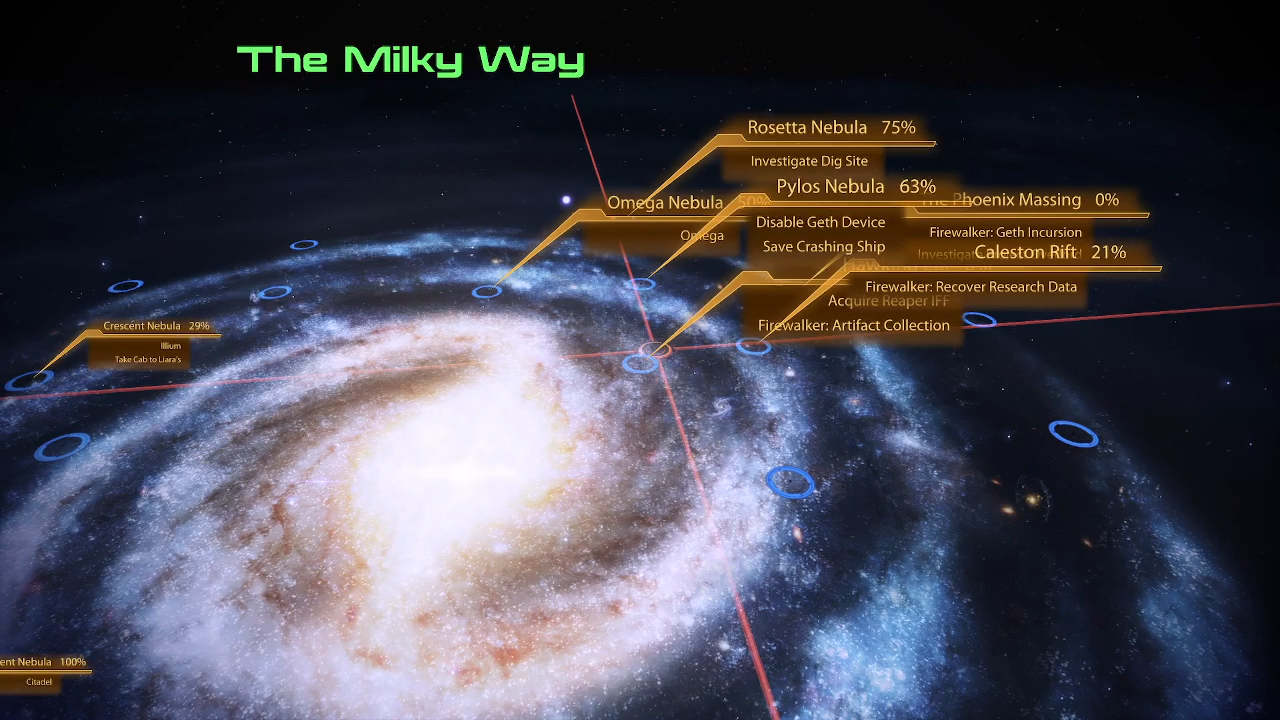 The Milky Way
Rosetta Nebula 75%
Investigate Dig Site
Pylos Nebula 63%
Disable Geth Device
Save Crashing Ship
Omega Nebula 50%
Omega
The Phoenix Massing 0%
Firewalker: Geth Incursion
Caleston Rift 21%
Firewalker: Recover Research Data
Acquire Reaper IFF
Firewalker: Artifact Collection
Crescent Nebula 29%
Illium
Take Cab to Liara's
ent Nebula 100%
Citadel